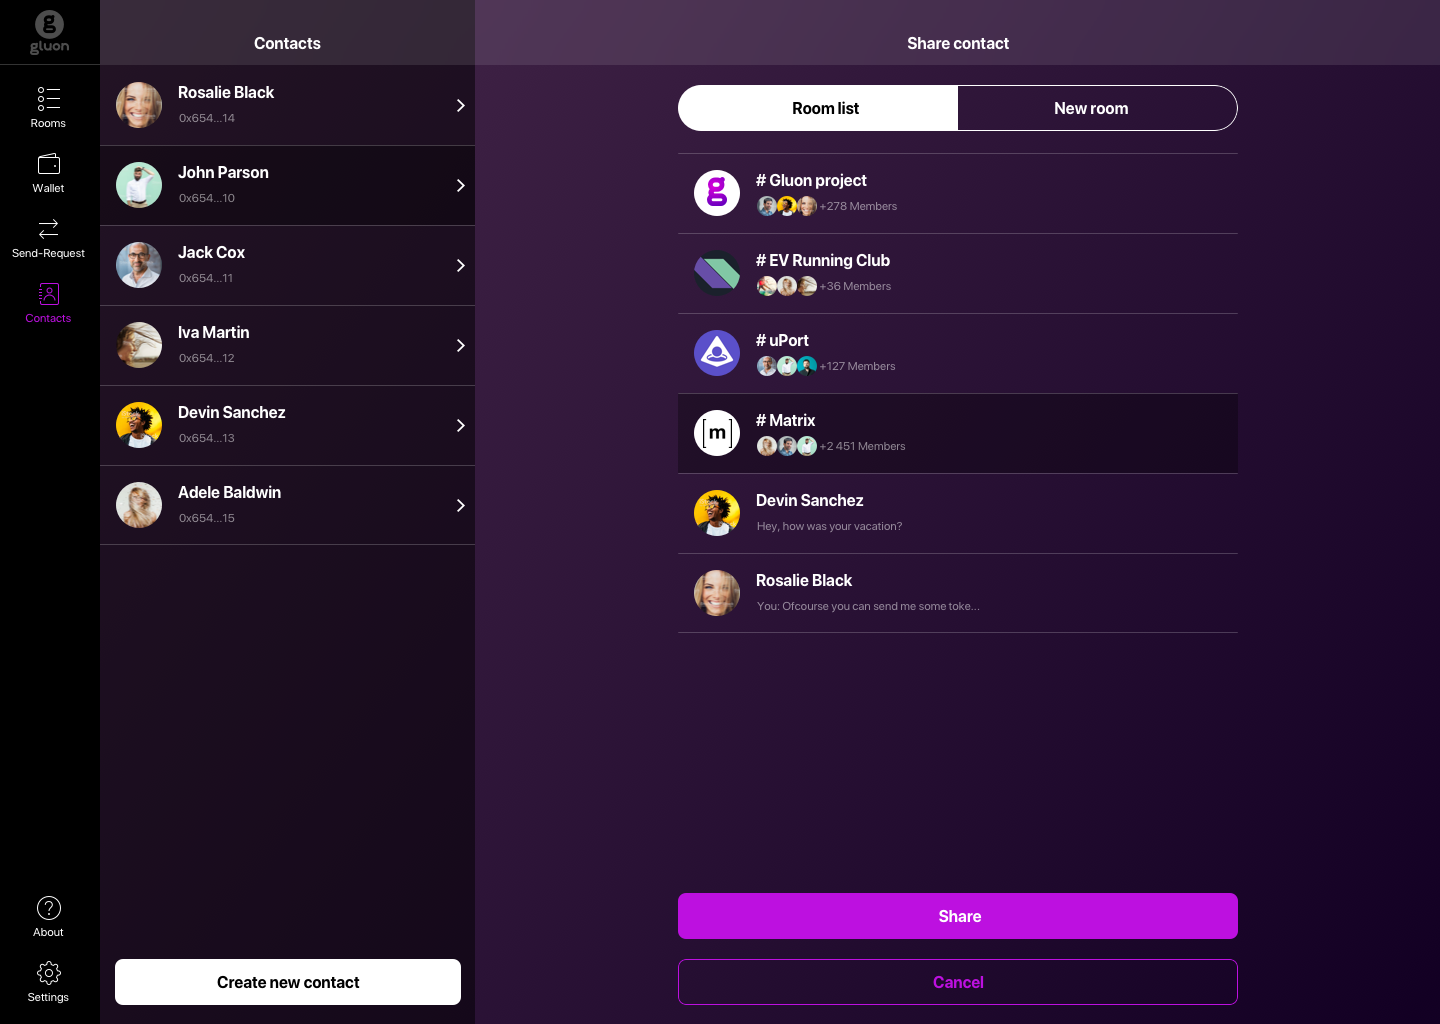 gluon
Rooms
Wallet
Send-Request
Contacts
About
Settings
Contacts
Rosalie Black
0x654...14
John Parson
0x654...10
Jack Cox
0x654...11
Iva Martin
0x654...12
Devin Sanchez
0x654...13
Adele Baldwin
0x654...15
Create new contact
Share contact
Room list
New room
# Gluon project
+278 Members
# EV Running Club
+36 Members
# uPort
+127 Members
[m]
# Matrix
+2 451 Members
Devin Sanchez
Hey, how was your vacation?
Rosalie Black
You: Ofcourse you can send me some toke...
Share
Cancel